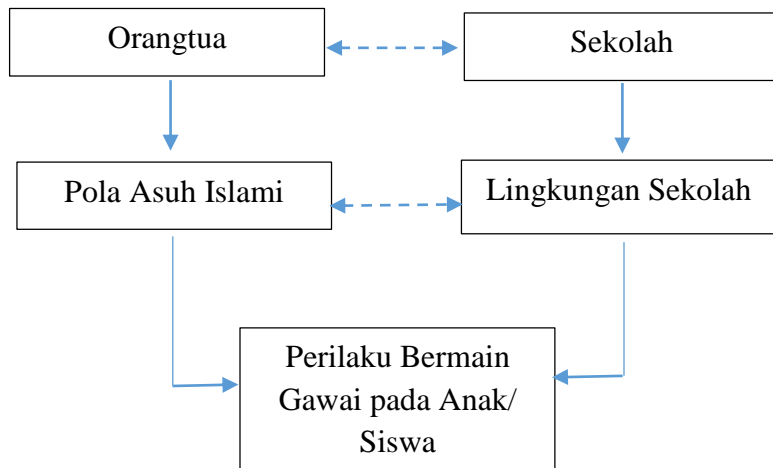 Orangtua
Sekolah
Pola Asuh Islami
Lingkungan Sekolah
Perilaku Bermain
Gawai pada Anak/
Siswa